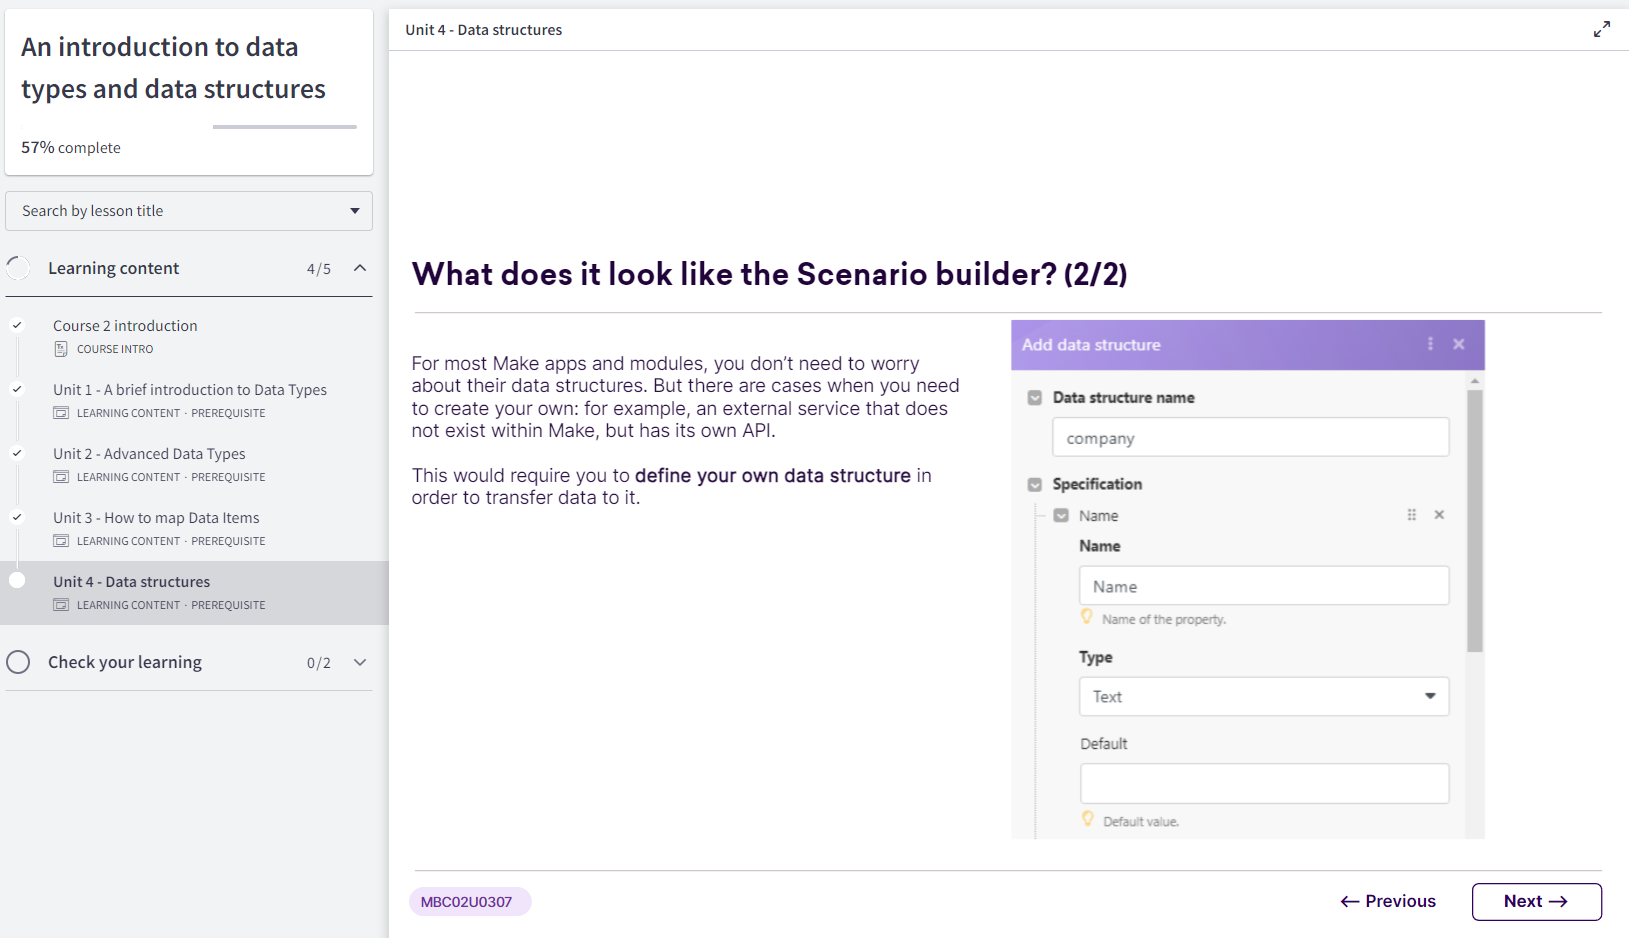 An introduction to data
types and data structures
57% complete
Search by lesson title
Learning content 4/5
Course 2 introduction
COURSE INTRO
Unit 1 - A brief introduction to Data Types
LEARNING CONTENT · PREREQUISITE
Unit 2 - Advanced Data Types
LEARNING CONTENT · PREREQUISITE
Unit 3 - How to map Data Items
LEARNING CONTENT · PREREQUISITE
Unit 4 - Data structures
LEARNING CONTENT · PREREQUISITE
Check your learning 0/2
Unit 4 - Data structures
What does it look like the Scenario builder? (2/2)
For most Make apps and modules, you don’t need to worry
about their data structures. But there are cases when you need
to create your own: for example, an external service that does
not exist within Make, but has its own API.
This would require you to define your own data structure in
order to transfer data to it.
Add data structure
Data structure name
company
Specification
Name
Name
Name
Name of the property.
Type
Text
Default
Default value.
MBC02U0307
← Previous
Next →